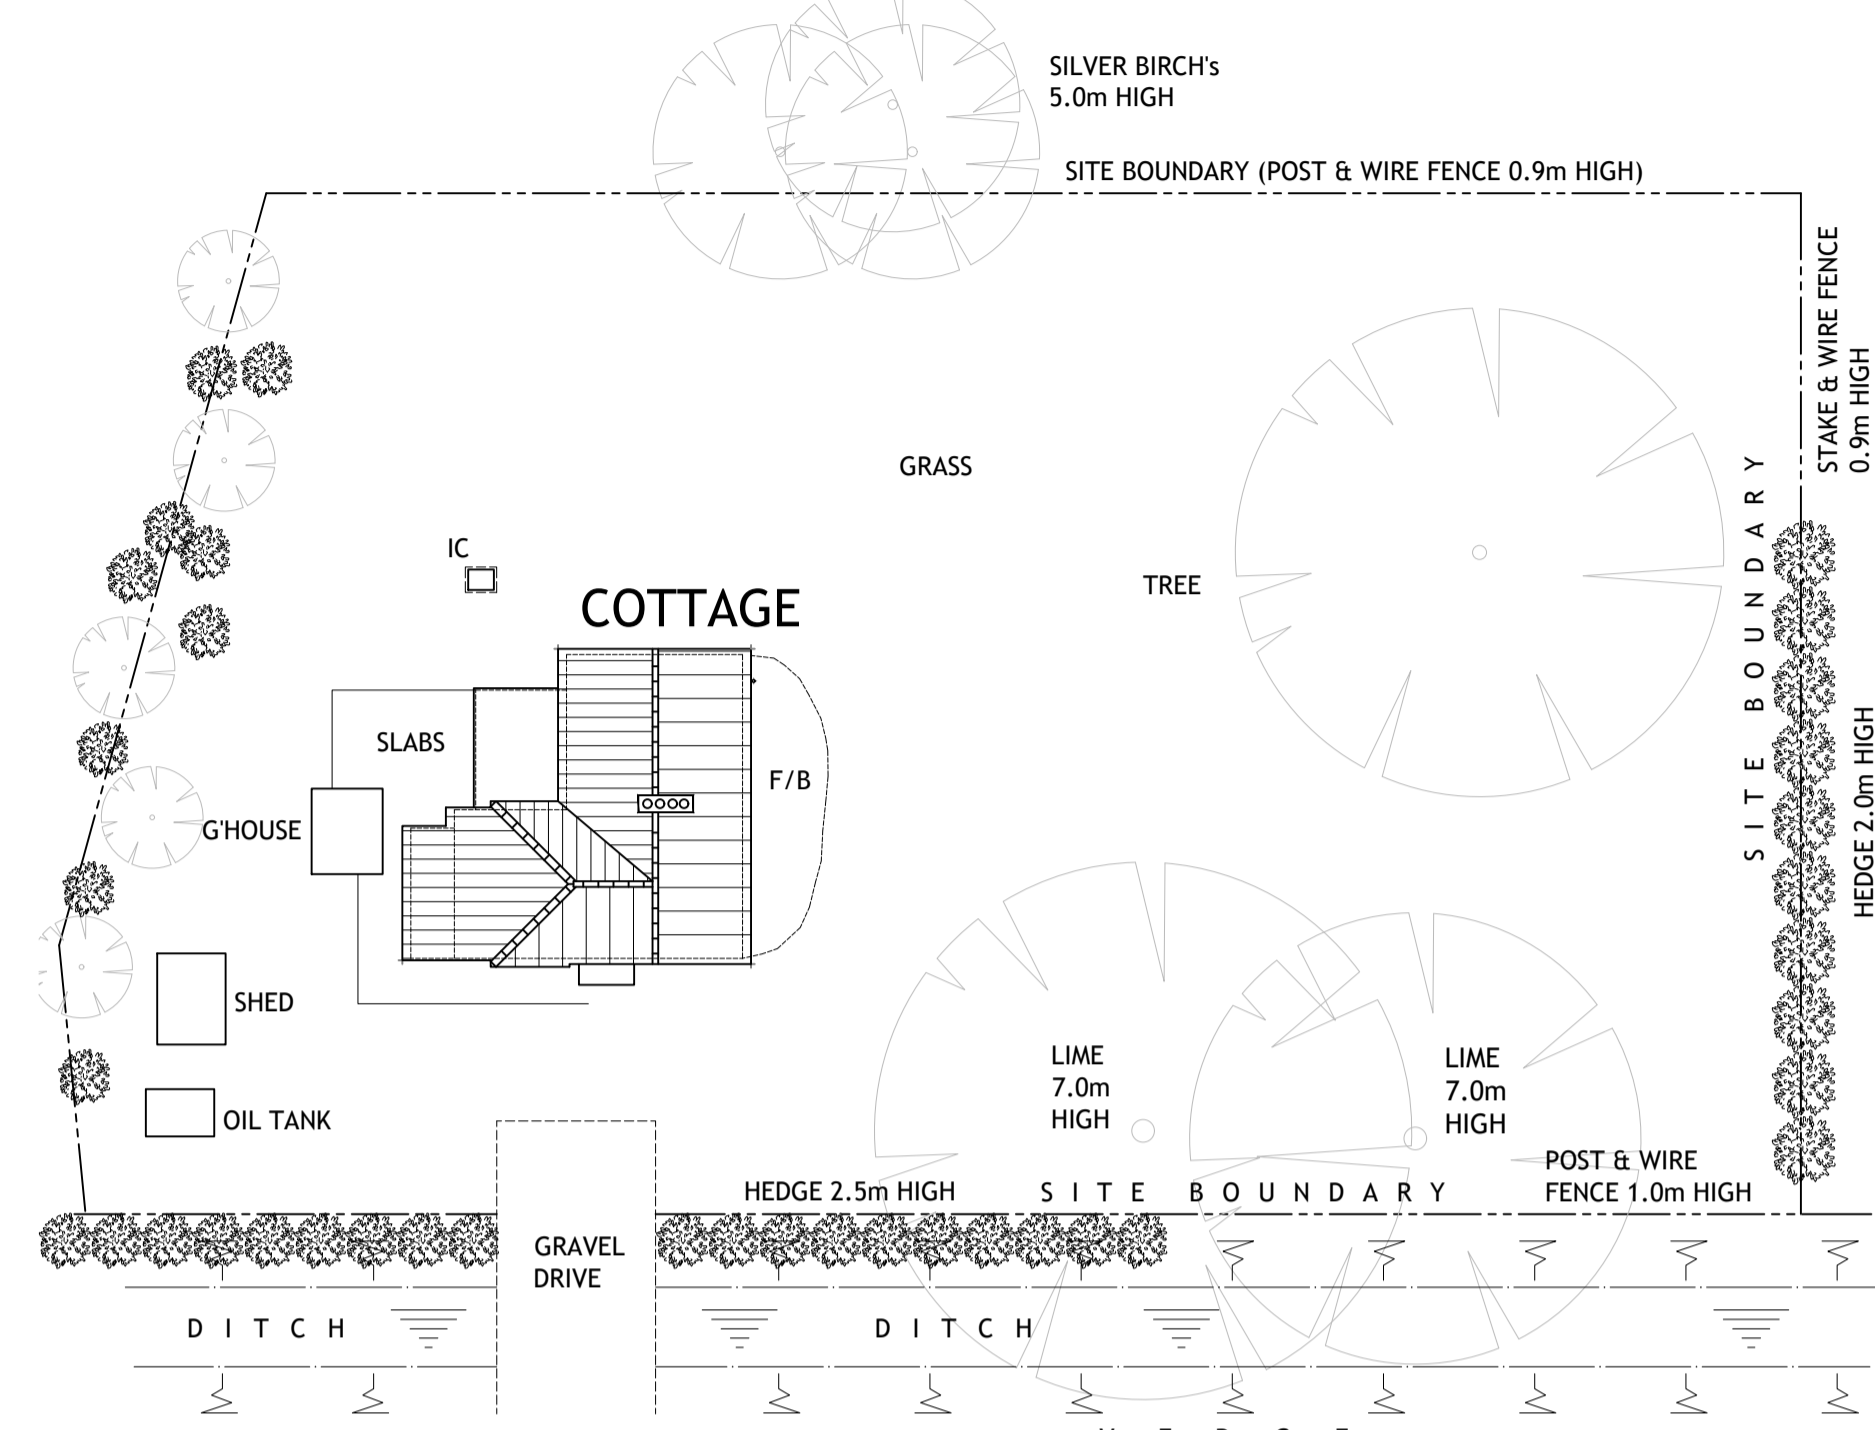 SILVER BIRCH's
5.0m HIGH
SITE BOUNDARY (POST & WIRE FENCE 0.9m HIGH)
STAKE & WIRE FENCE
0.9m HIGH
GRASS
SITE BOUNDARY
IC
TREE
COTTAGE
SLABS
F/B
G'HOUSE
HEDGE 2.0m HIGH
SHED
LIME
7.0m
HIGH
LIME
7.0m
HIGH
OIL TANK
POST & WIRE
FENCE 1.0m HIGH
HEDGE 2.5m HIGH
SITE BOUNDARY
GRAVEL
DRIVE
DITCH
DITCH